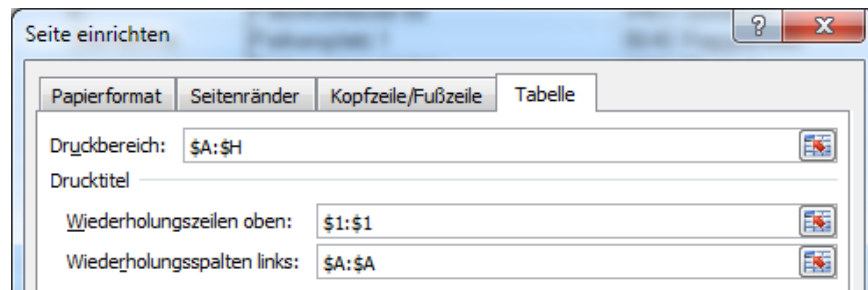 Seite einrichten
Papierformat Seitenränder Kopfzeile/Fußzeile Tabelle
Druckbereich: $A:$H
Drucktitel
Wiederholungszeilen oben: $1:$1
Wiederholungsspalten links: $A:$A